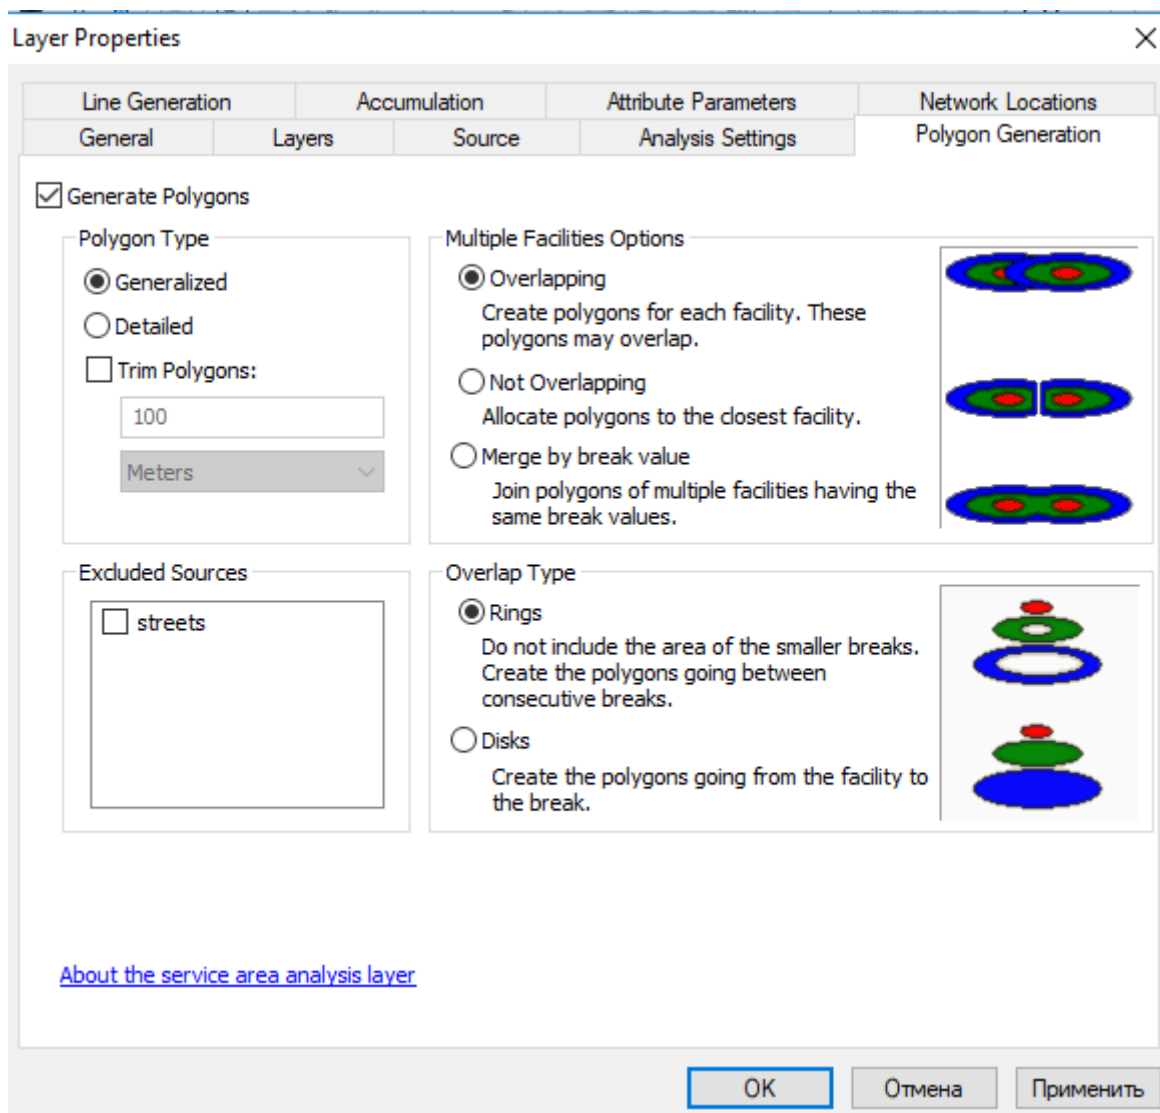 Layer Properties
Line Generation
Accumulation
Attribute Parameters
Network Locations
General
Layers
Source
Analysis Settings
Polygon Generation
Generate Polygons
Polygon Type
Generalized
Detailed
Trim Polygons:
100
Meters
Multiple Facilities Options
Overlapping
Create polygons for each facility. These
polygons may overlap.
Not Overlapping
Allocate polygons to the closest facility.
Merge by break value
Join polygons of multiple facilities having the
same break values.
Excluded Sources
streets
Overlap Type
Rings
Do not include the area of the smaller breaks.
Create the polygons going between
consecutive breaks.
Disks
Create the polygons going from the facility to
the break.
About the service area analysis layer
OK
Отмена
Применить